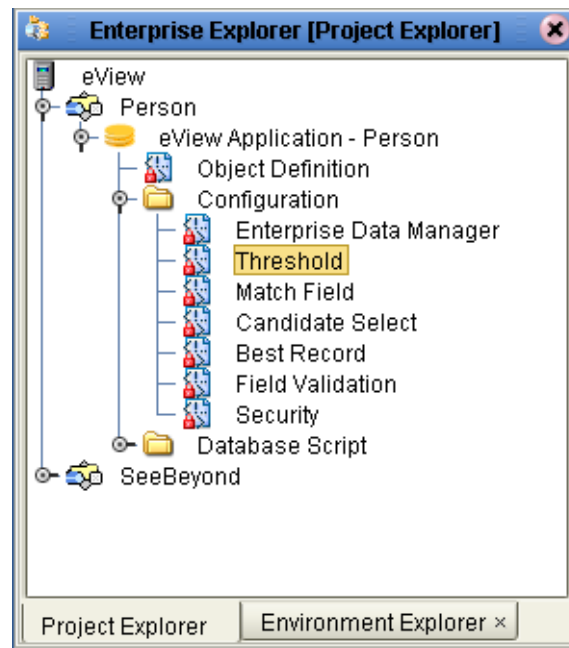 Enterprise Explorer [Project Explorer]
eView
Person
eView Application - Person
Object Definition
Configuration
Enterprise Data Manager
Threshold
Match Field
Candidate Select
Best Record
Field Validation
Security
Database Script
SeeBeyond
Project Explorer
Environment Explorer ×